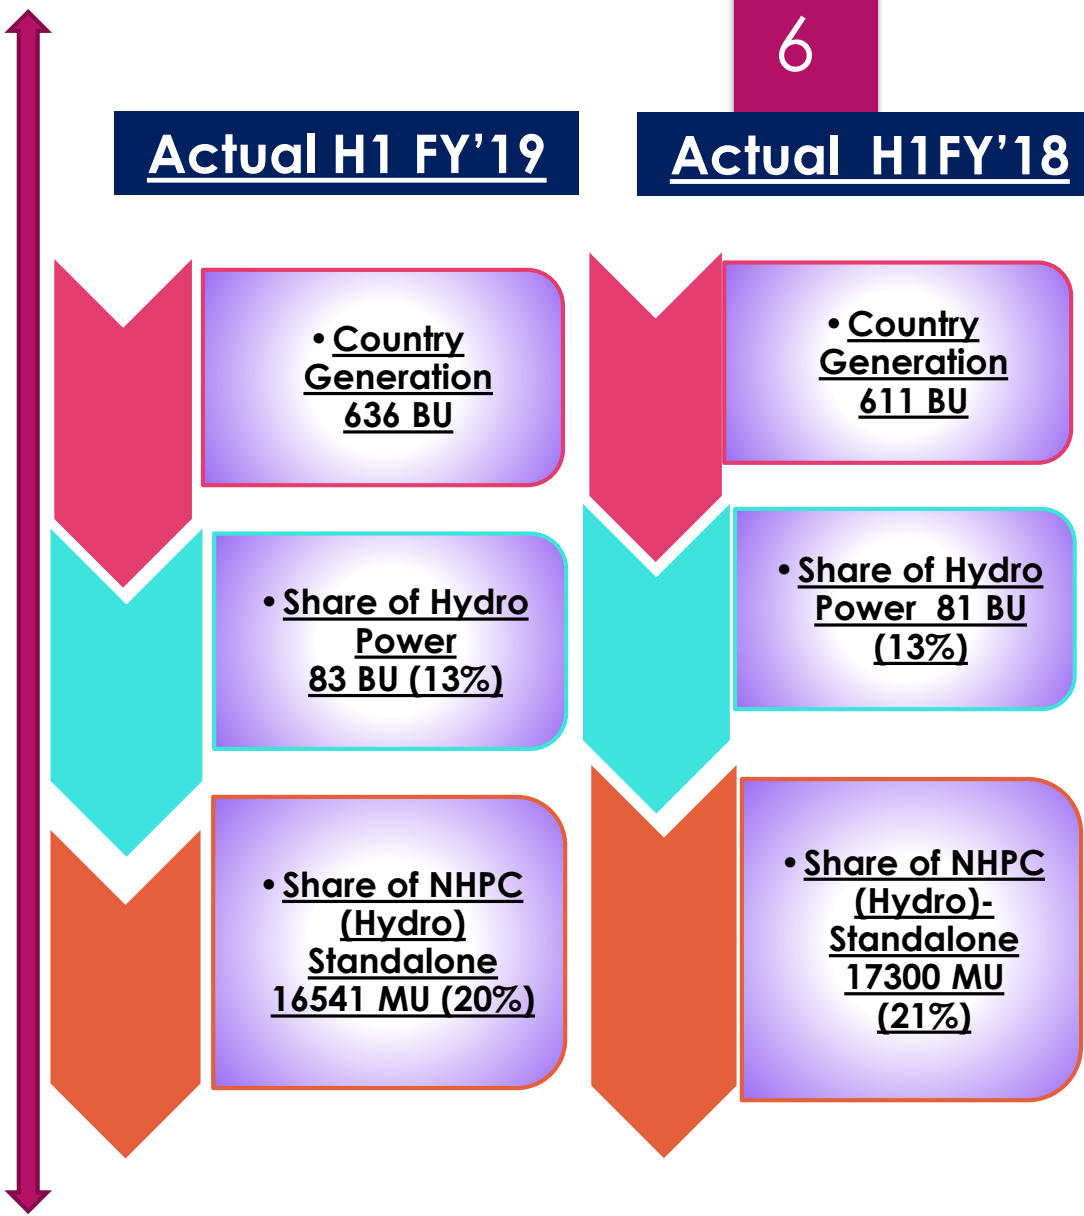 6
Actual H1 FY’19
• Country
Generation
636 BU
• Share of Hydro
Power
83 BU (13%)
• Share of NHPC
(Hydro)
Standalone
16541 MU (20%)
Actual H1FY’18
• Country
Generation
611 BU
• Share of Hydro
Power 81 BU
(13%)
• Share of NHPC
(Hydro)-
Standalone
17300 MU
(21%)